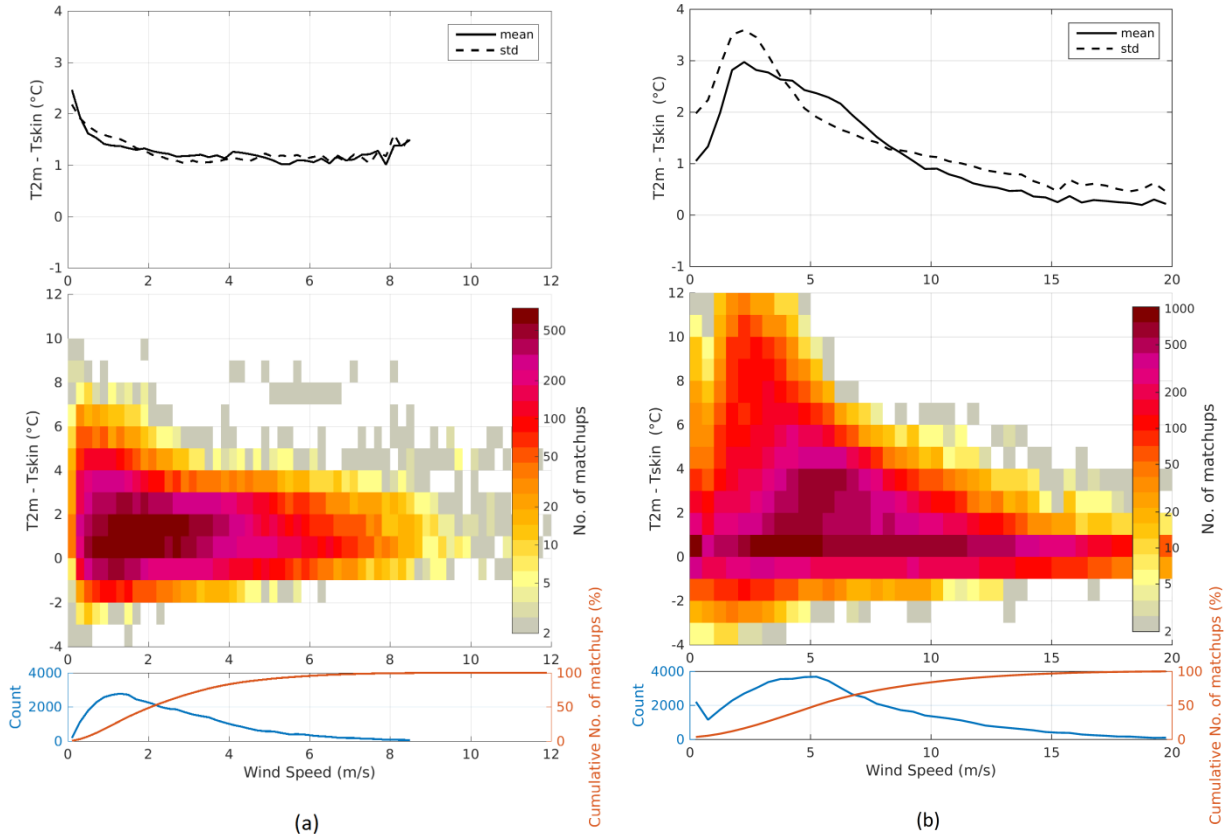 4
3
2
1
0
-1
T2m - Tskin (°C)
mean
std
0 2 4 6 8 10 12
12
10
8
6
4
2
0
-2
-4
T2m - Tskin (°C)
500
200
100
50
20
10
5
2
No. of matchups
0 2 4 6 8 10 12
4000
2000
0
Count
100
50
0
Cumulative No. of matchups (%)
0 2 4 6 8 10 12
Wind Speed (m/s)
(a)
4
3
2
1
0
-1
T2m - Tskin (°C)
mean
std
0 5 10 15 20
12
10
8
6
4
2
0
-2
-4
T2m - Tskin (°C)
1000
500
200
100
50
20
10
5
2
No. of matchups
0 5 10 15 20
4000
2000
0
Count
100
50
0
Cumulative No. of matchups (%)
0 5 10 15 20
Wind Speed (m/s)
(b)